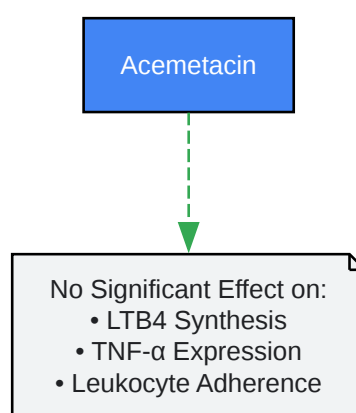 Acemetacin
No Significant Effect on:
• LTB4 Synthesis
• TNF-α Expression
• Leukocyte Adherence